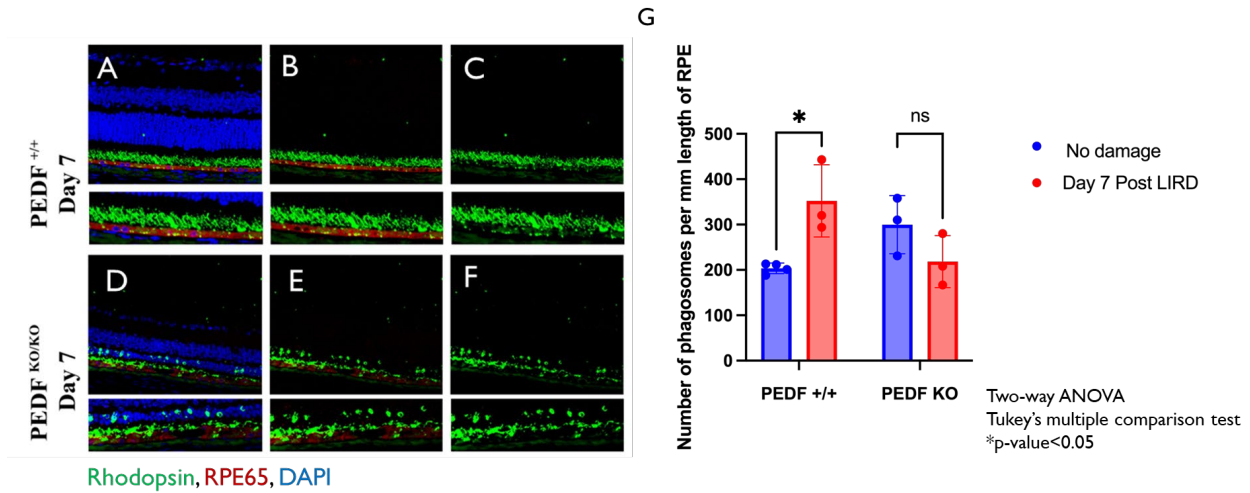 G
A
B
C
PEDF +/+
Day 7
D
E
F
PEDF KO/KO
Day 7
Rhodopsin, RPE65, DAPI
Number of phagosomes per mm length of RPE
500
400
300
200
100
0
*
ns
PEDF +/+
PEDF KO
No damage
Day 7 Post LIRD
Two-way ANOVA
Tukey's multiple comparison test
*p-value<0.05